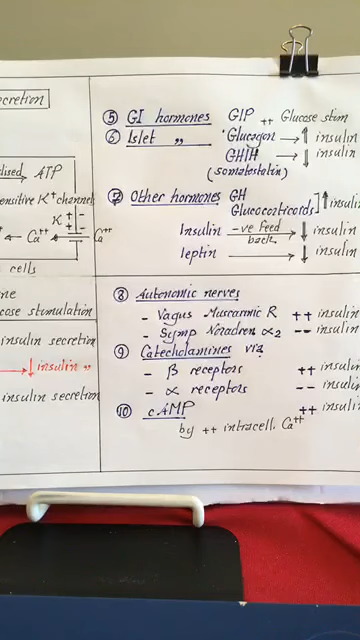 ecretion
alised → ATP
ensitive K⁺ channel
K⁺
← Ca⁺⁺ ← Ca⁺⁺
cells
ne
cose stimulation
insulin secretion
→ ↓ insulin „
insulin secretion
⑤ GI hormones GIP ++ Glucose stim
⑥ Islet „ Glucagon → ↑ insulin
GHIH → ↓ insulin
(somatostatin)
⑦ Other hormones GH
Glucocorticords ] ↑ insulin
Insulin -ve Feed back → ↓ insulin
leptin → ↓ insulin
⑧ Autonomic nerves
- Vagus Muscarinic R ++ insulin
- Symp Noradren α2 -- insulin
⑨ Catecholamines via
- β receptors ++ insulin
- α receptors -- insulin
⑩ cAMP ++ insulin
by ++ intracell. Ca⁺⁺